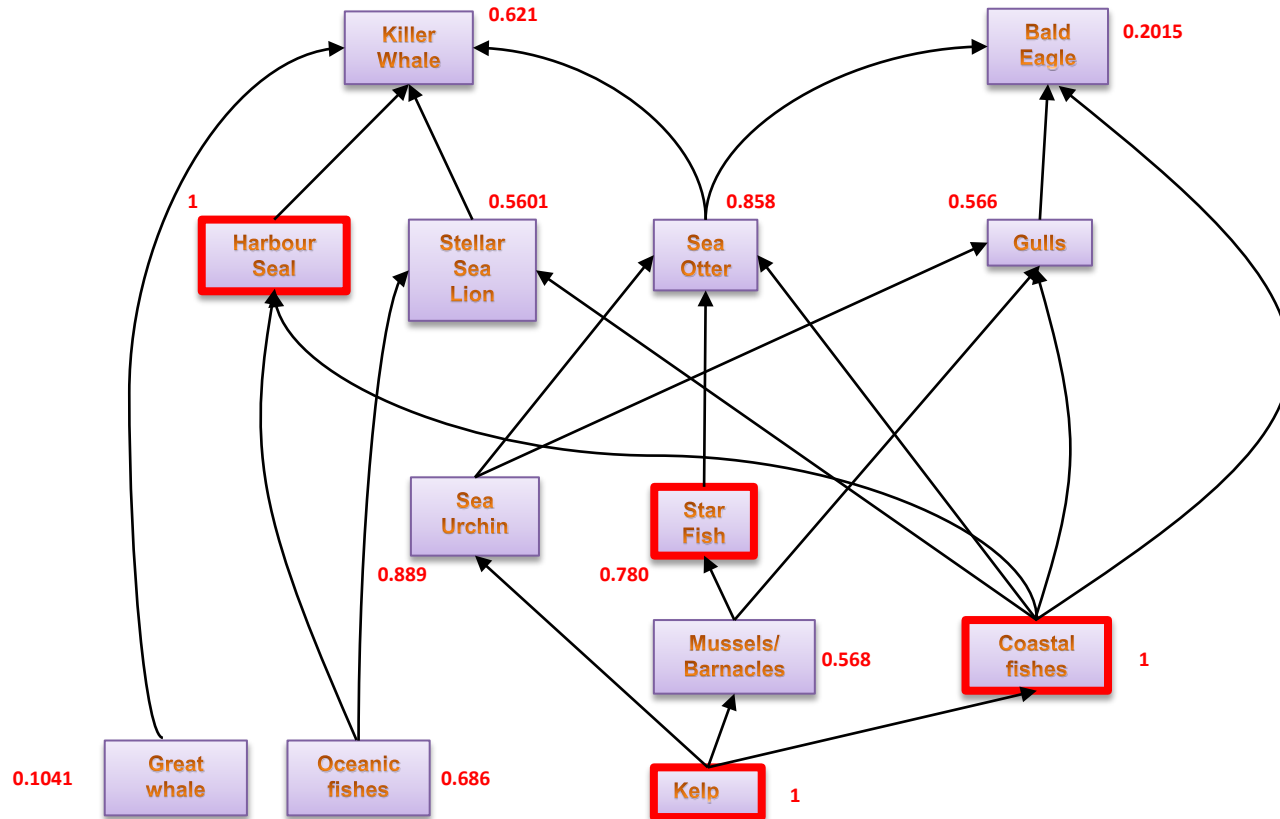 Killer
Whale
0.621
Bald
Eagle
0.2015
1
Harbour
Seal
0.5601
Stellar
Sea
Lion
0.858
Sea
Otter
0.566
Gulls
Sea
Urchin
0.889
Star
Fish
0.780
Mussels/
Barnacles
0.568
Coastal
fishes
1
0.1041
Great
whale
Oceanic
fishes
0.686
Kelp
1